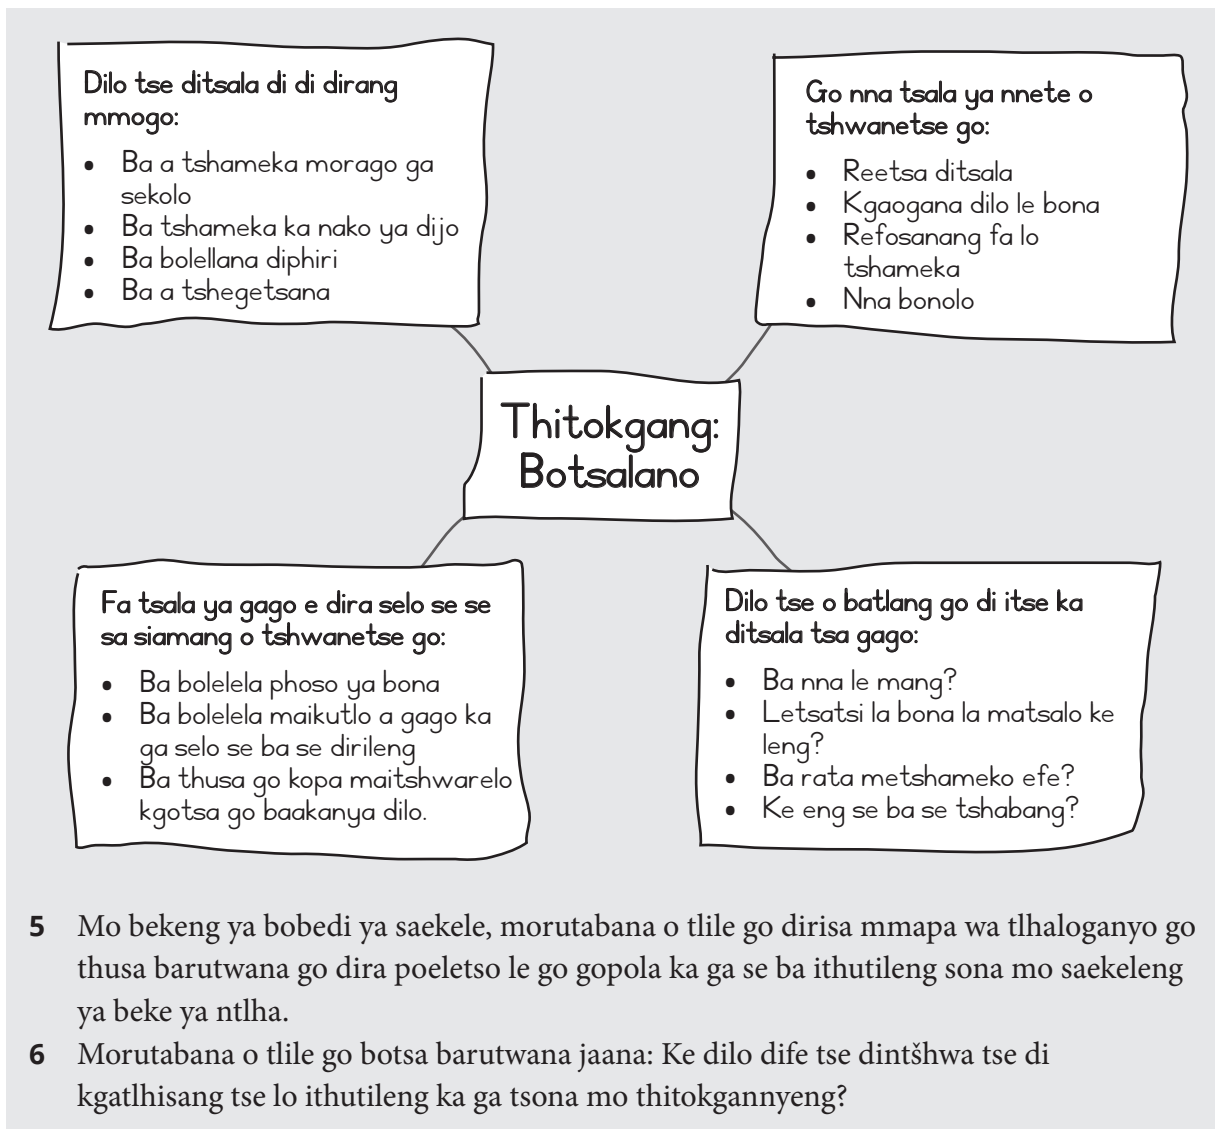 Dilo tse ditsala di di dirang
mmogo:
• Ba a tshameka morago ga
sekolo
• Ba tshameka ka nako ya dijo
• Ba bolellana diphiri
• Ba a tshegetsana
Go nna tsala ya nnete o
tshwanetse go:
• Reetsa ditsala
• Kgaogana dilo le bona
• Refosanang fa lo
tshameka
• Nna bonolo
Thitokgang:
Botsalano
Fa tsala ya gago e dira selo se se
sa siamang o tshwanetse go:
• Ba bolelela phoso ya bona
• Ba bolelela maikutlo a gago ka
ga selo se ba se dirileng
• Ba thusa go kopa maitshwarelo
kgotsa go baakanya dilo.
Dilo tse o batlang go di itse ka
ditsala tsa gago:
• Ba nna le mang?
• Letsatsi la bona la matsalo ke
leng?
• Ba rata metshameko efe?
• Ke eng se ba se tshabang?
5 Mo bekeng ya bobedi ya saekele, morutabana o tlile go dirisa mmapa wa tlhaloganyo go
thusa barutwana go dira poeletso le go gopola ka ga se ba ithutileng sona mo saekeleng
ya beke ya ntlha.
6 Morutabana o tlile go botsa barutwana jaana: Ke dilo dife tse dintšhwa tse di
kgatlhisang tse lo ithutileng ka ga tsona mo thitokgannyeng?